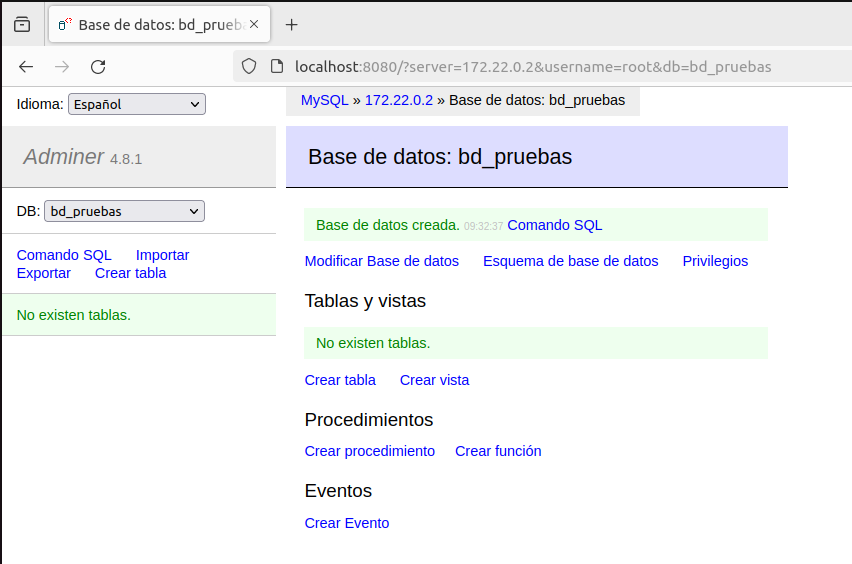 Base de datos: bd_prueb
localhost:8080/?server=172.22.0.2&username=root&db=bd_pruebas
Idioma: Español
MySQL » 172.22.0.2 » Base de datos: bd_pruebas
Adminer 4.8.1
Base de datos: bd_pruebas
DB: bd_pruebas
Comando SQL Importar
Exportar Crear tabla
No existen tablas.
Base de datos creada. 09:32:37 Comando SQL
Modificar Base de datos Esquema de base de datos Privilegios
Tablas y vistas
No existen tablas.
Crear tabla Crear vista
Procedimientos
Crear procedimiento Crear función
Eventos
Crear Evento